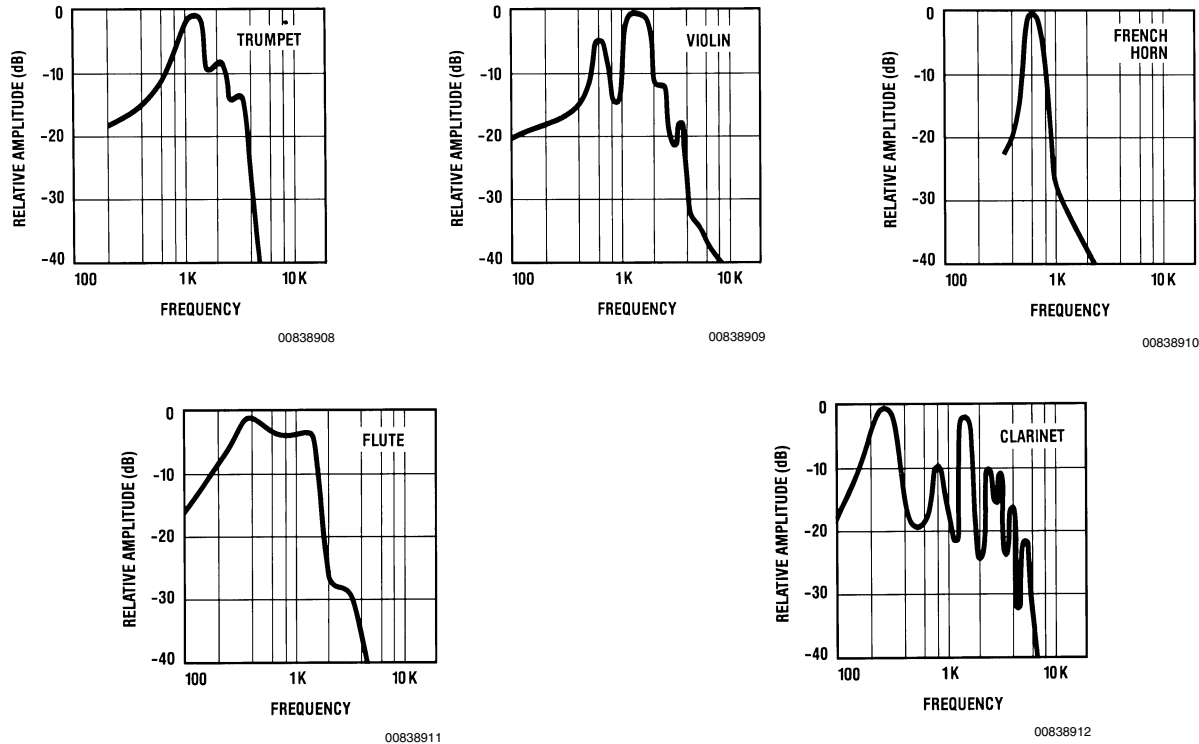 TRUMPET
RELATIVE AMPLITUDE (dB)
0
-10
-20
-30
-40
100 1K 10K
FREQUENCY
00838908
VIOLIN
RELATIVE AMPLITUDE (dB)
0
-10
-20
-30
-40
100 1K 10K
FREQUENCY
00838909
FRENCH
HORN
RELATIVE AMPLITUDE (dB)
0
-10
-20
-30
-40
100 1K 10K
FREQUENCY
00838910
FLUTE
RELATIVE AMPLITUDE (dB)
0
-10
-20
-30
-40
100 1K 10K
FREQUENCY
00838911
CLARINET
RELATIVE AMPLITUDE (dB)
0
-10
-20
-30
-40
100 1K 10K
FREQUENCY
00838912